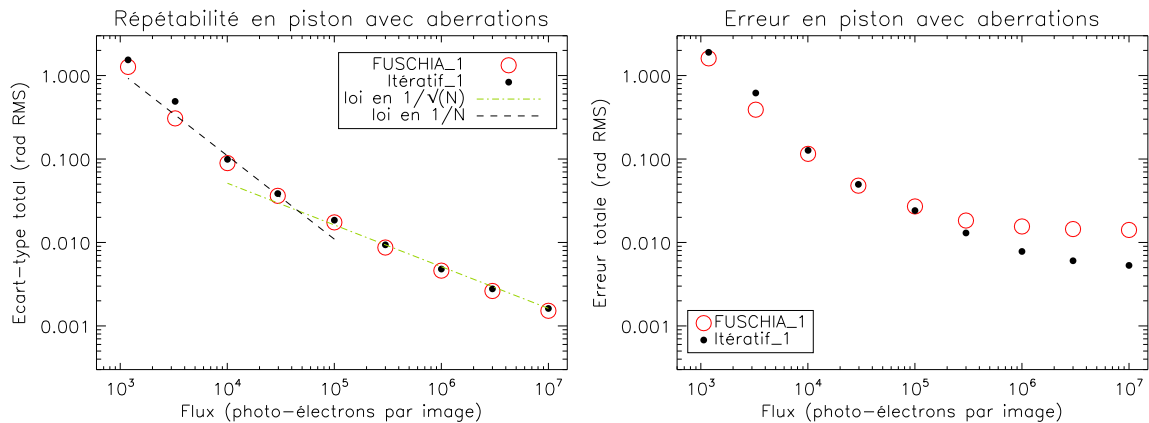 Répétabilité en piston avec aberrations
Ecart-type total (rad RMS)
1.000
0.100
0.010
0.001
FUSCHIA_1
Itératif_1
loi en 1/√(N)
loi en 1/N
10³ 10⁴ 10⁵ 10⁶ 10⁷
Flux (photo-électrons par image)
Erreur en piston avec aberrations
Erreur totale (rad RMS)
1.000
0.100
0.010
0.001
FUSCHIA_1
Itératif_1
10³ 10⁴ 10⁵ 10⁶ 10⁷
Flux (photo-électrons par image)